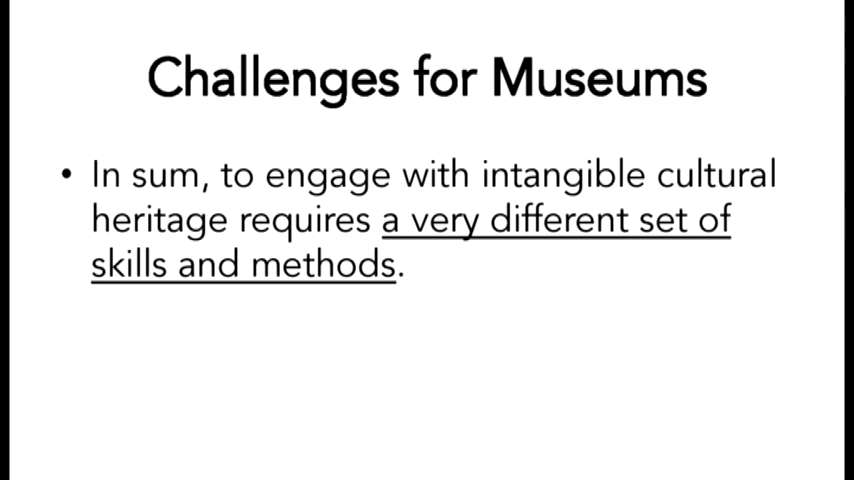 Challenges for Museums
• In sum, to engage with intangible cultural
heritage requires a very different set of
skills and methods.